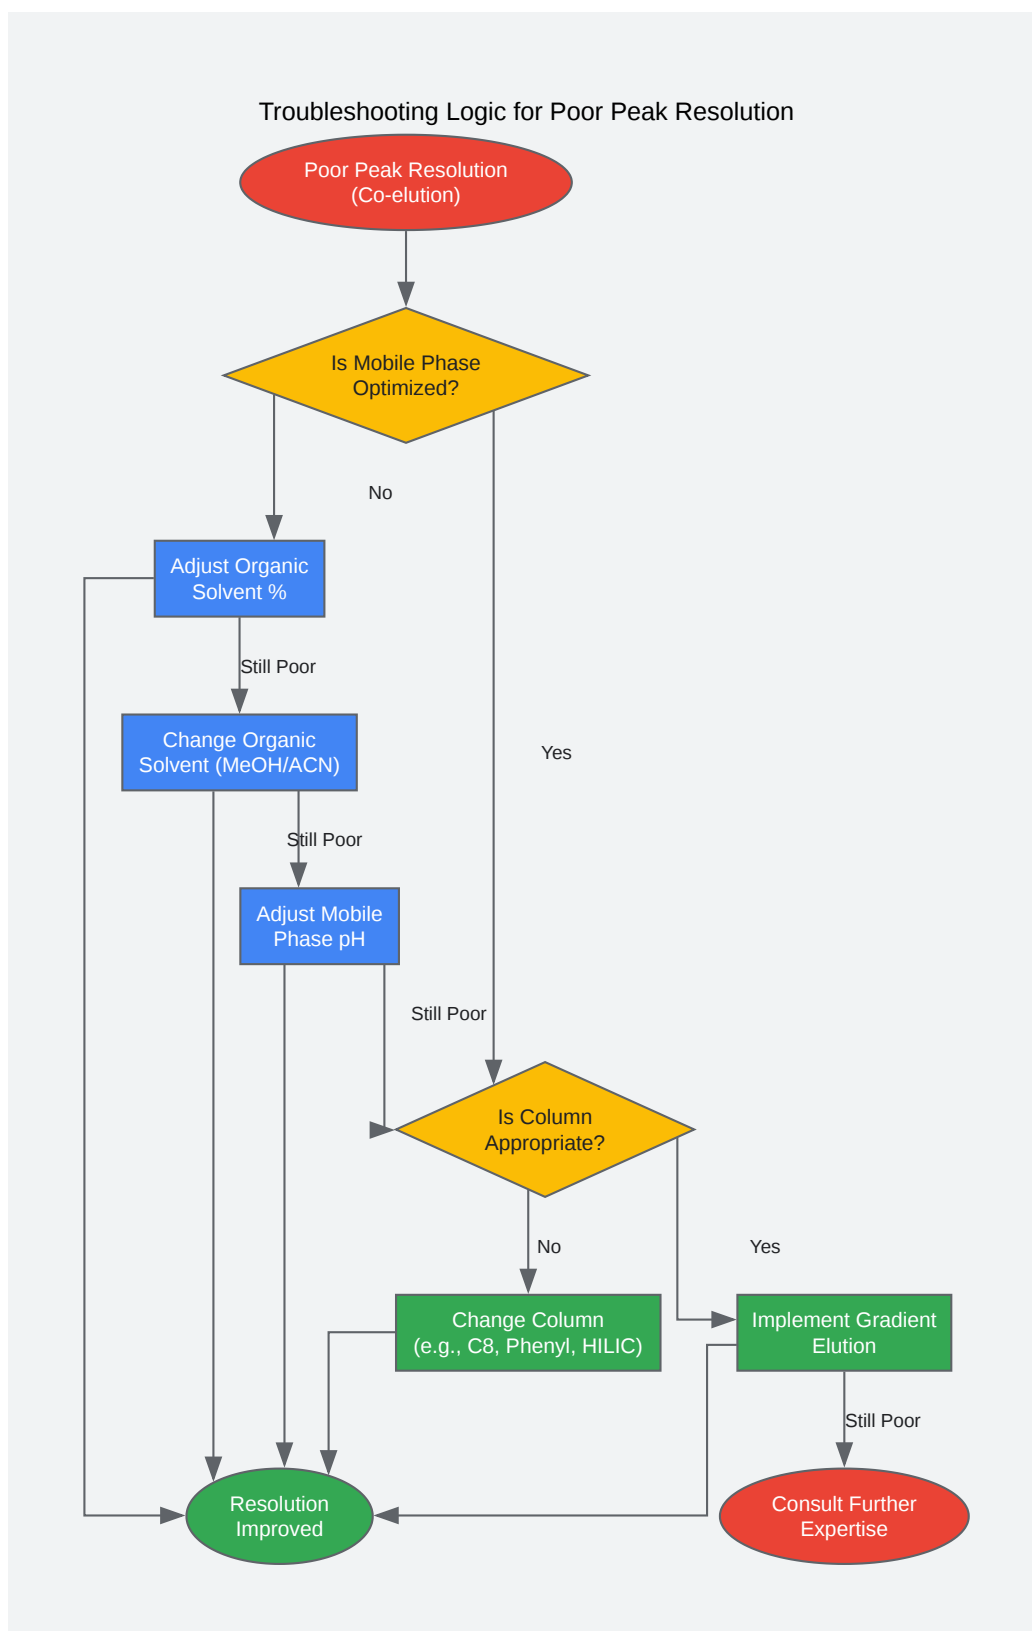 Troubleshooting Logic for Poor Peak Resolution
Poor Peak Resolution
(Co-elution)
Is Mobile Phase
Optimized?
No
Adjust Organic
Solvent %
Still Poor
Change Organic
Solvent (MeOH/ACN)
Yes
Still Poor
Adjust Mobile
Phase pH
Still Poor
Is Column
Appropriate?
No
Yes
Change Column
(e.g., C8, Phenyl, HILIC)
Implement Gradient
Elution
Still Poor
Resolution
Improved
Consult Further
Expertise